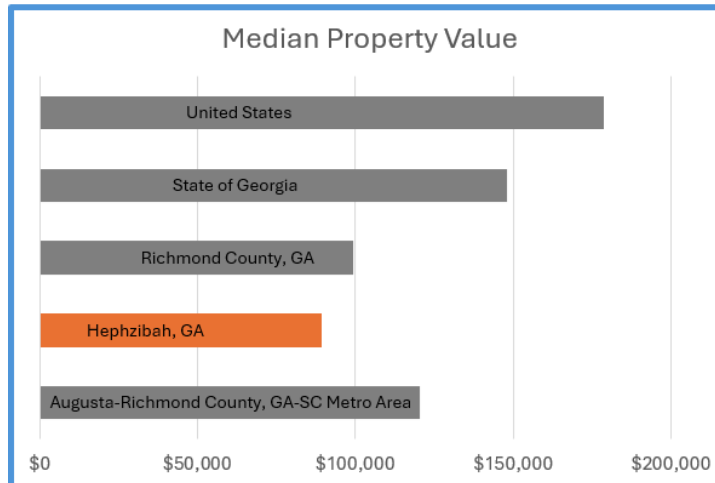 Median Property Value
United States
State of Georgia
Richmond County, GA
Hephzibah, GA
Augusta-Richmond County, GA-SC Metro Area
$0 $50,000 $100,000 $150,000 $200,000